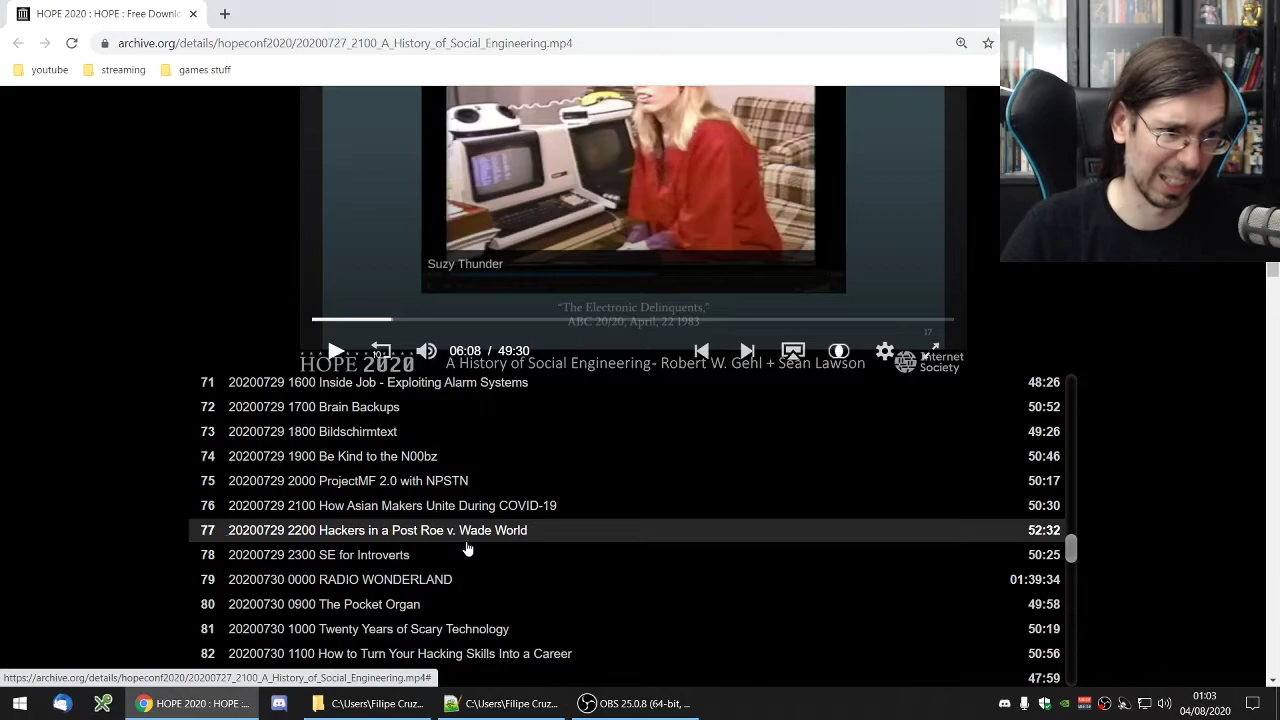 HOPE 2020 : HOPE : Free Downlo
archive.org/details/hopeconf2020/20200727_2100_A_History_of_Social_Engineering.mp4
youtube
streaming
games stuff
Suzy Thunder
"The Electronic Delinquents,"
ABC 20/20, April, 22 1983
17
10
06:08 / 49:30
HOPE 2020
A History of Social Engineering- Robert W. Gehl + Sean Lawson
Internet
Society
71 20200729 1600 Inside Job - Exploiting Alarm Systems 48:26
72 20200729 1700 Brain Backups 50:52
73 20200729 1800 Bildschirmtext 49:26
74 20200729 1900 Be Kind to the N00bz 50:46
75 20200729 2000 ProjectMF 2.0 with NPSTN 50:17
76 20200729 2100 How Asian Makers Unite During COVID-19 50:30
77 20200729 2200 Hackers in a Post Roe v. Wade World 52:32
78 20200729 2300 SE for Introverts 50:25
79 20200730 0000 RADIO WONDERLAND 01:39:34
80 20200730 0900 The Pocket Organ 49:58
81 20200730 1000 Twenty Years of Scary Technology 50:19
82 20200730 1100 How to Turn Your Hacking Skills Into a Career 50:56
47:59
https://archive.org/details/hopeconf2020/20200727_2100_A_History_of_Social_Engineering.mp4#
HOPE 2020 : HOPE :...
C:\Users\Filipe Cruz...
C:\Users\Filipe Cruz...
OBS 25.0.8 (64-bit, ...
01:03
04/08/2020